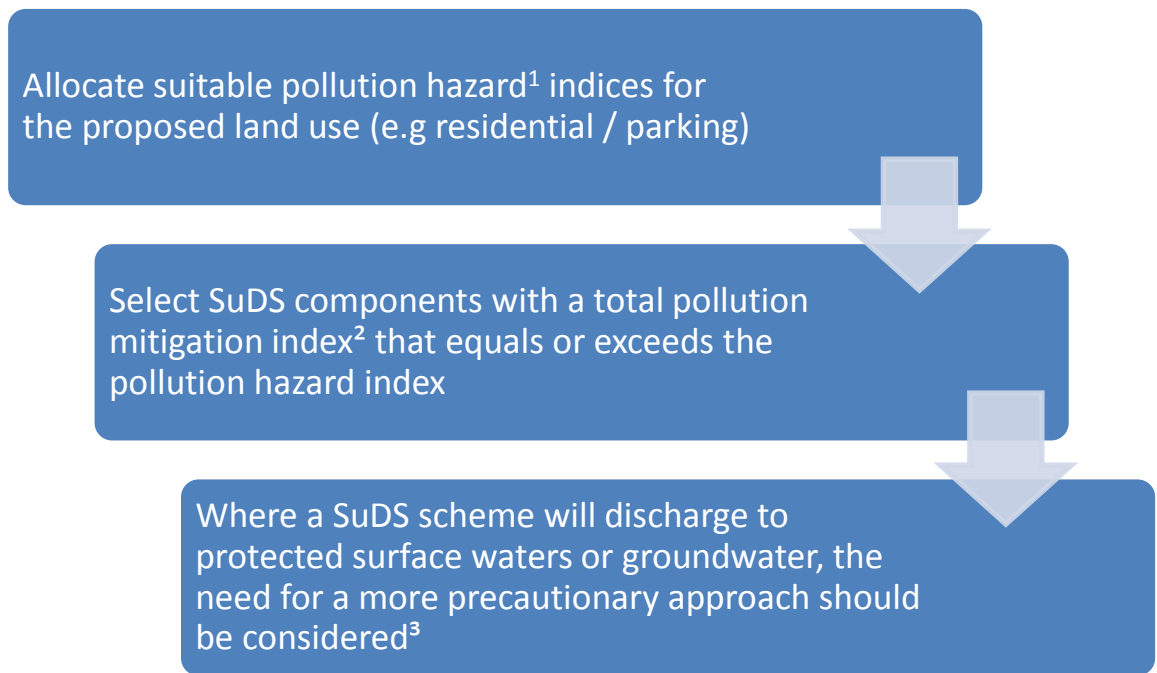 Allocate suitable pollution hazard¹ indices for
the proposed land use (e.g residential / parking)
Select SuDS components with a total pollution
mitigation index² that equals or exceeds the
pollution hazard index
Where a SuDS scheme will discharge to
protected surface waters or groundwater, the
need for a more precautionary approach should
be considered³